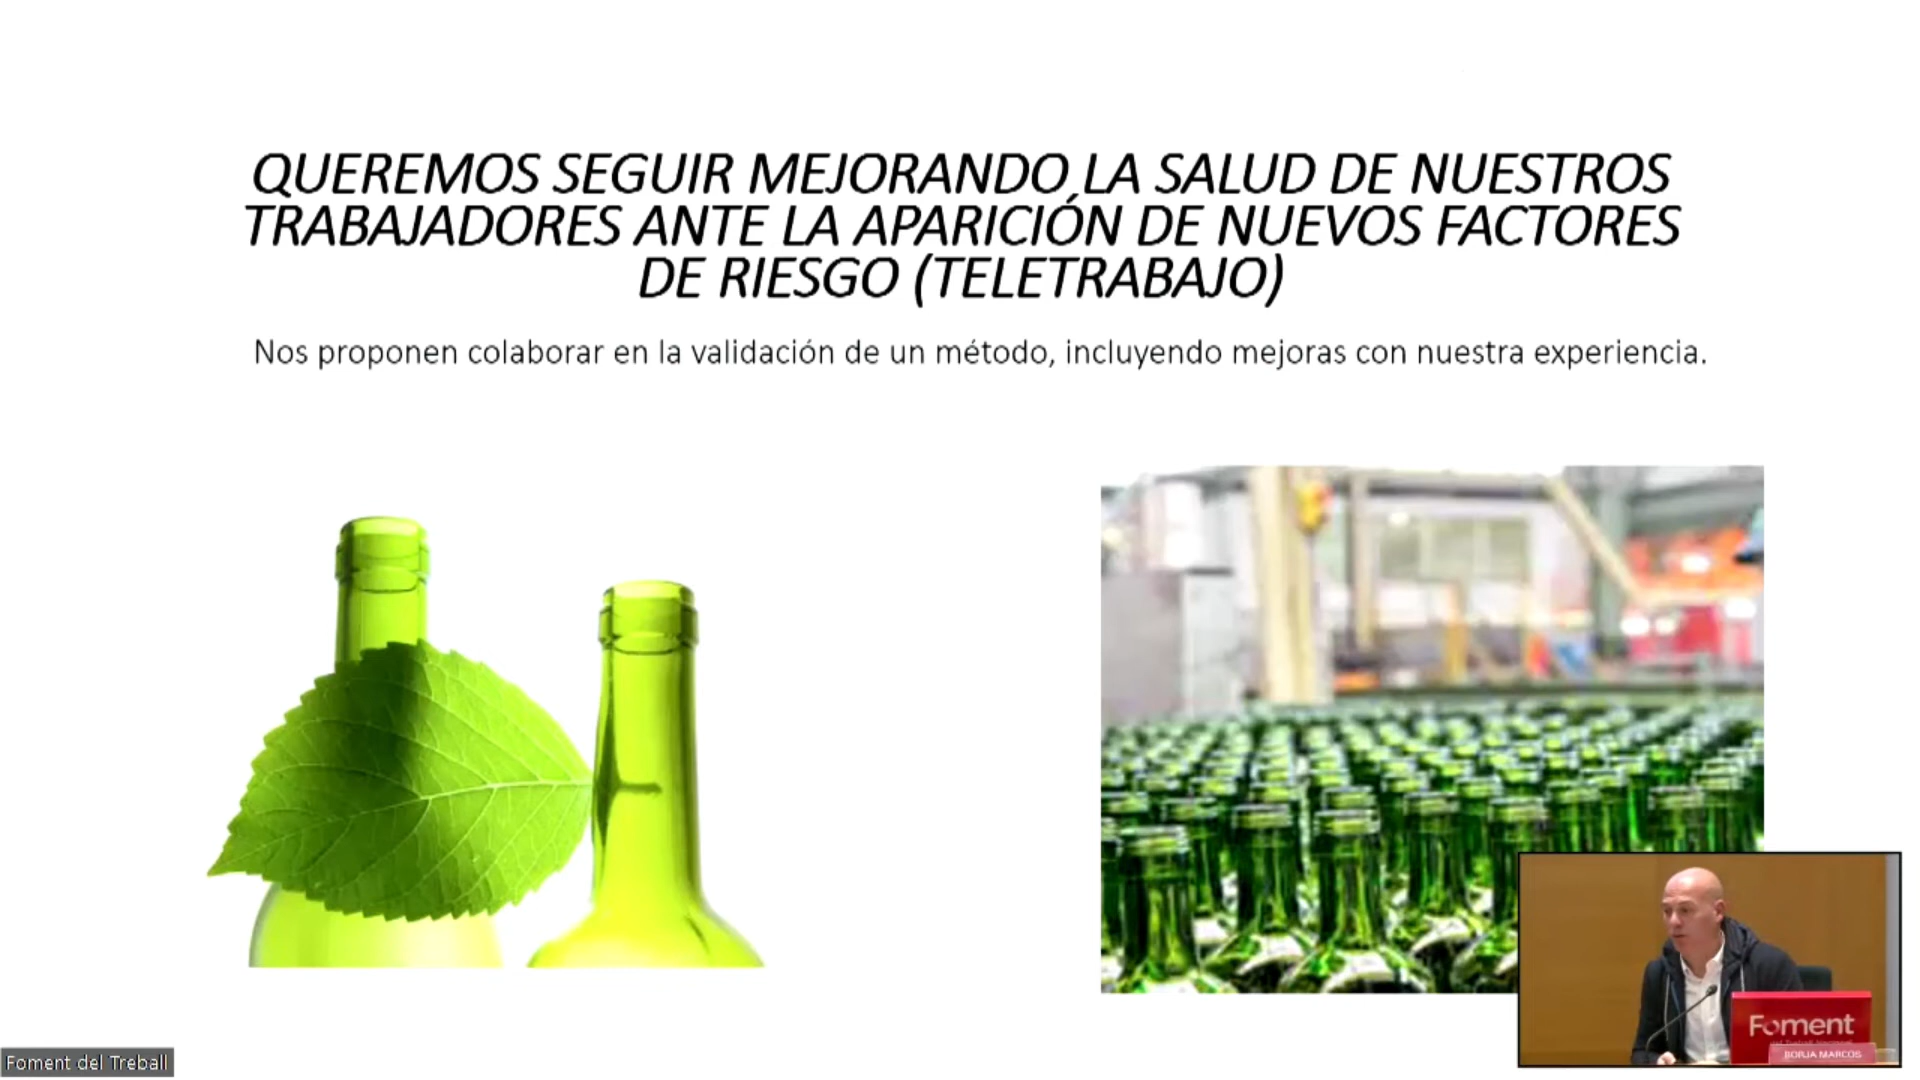 QUEREMOS SEGUIR MEJORANDO LA SALUD DE NUESTROS
TRABAJADORES ANTE LA APARICIÓN DE NUEVOS FACTORES
DE RIESGO (TELETRABAJO)
Nos proponen colaborar en la validación de un método, incluyendo mejoras con nuestra experiencia.
Foment
BORJA MARCOS
Foment del Treball